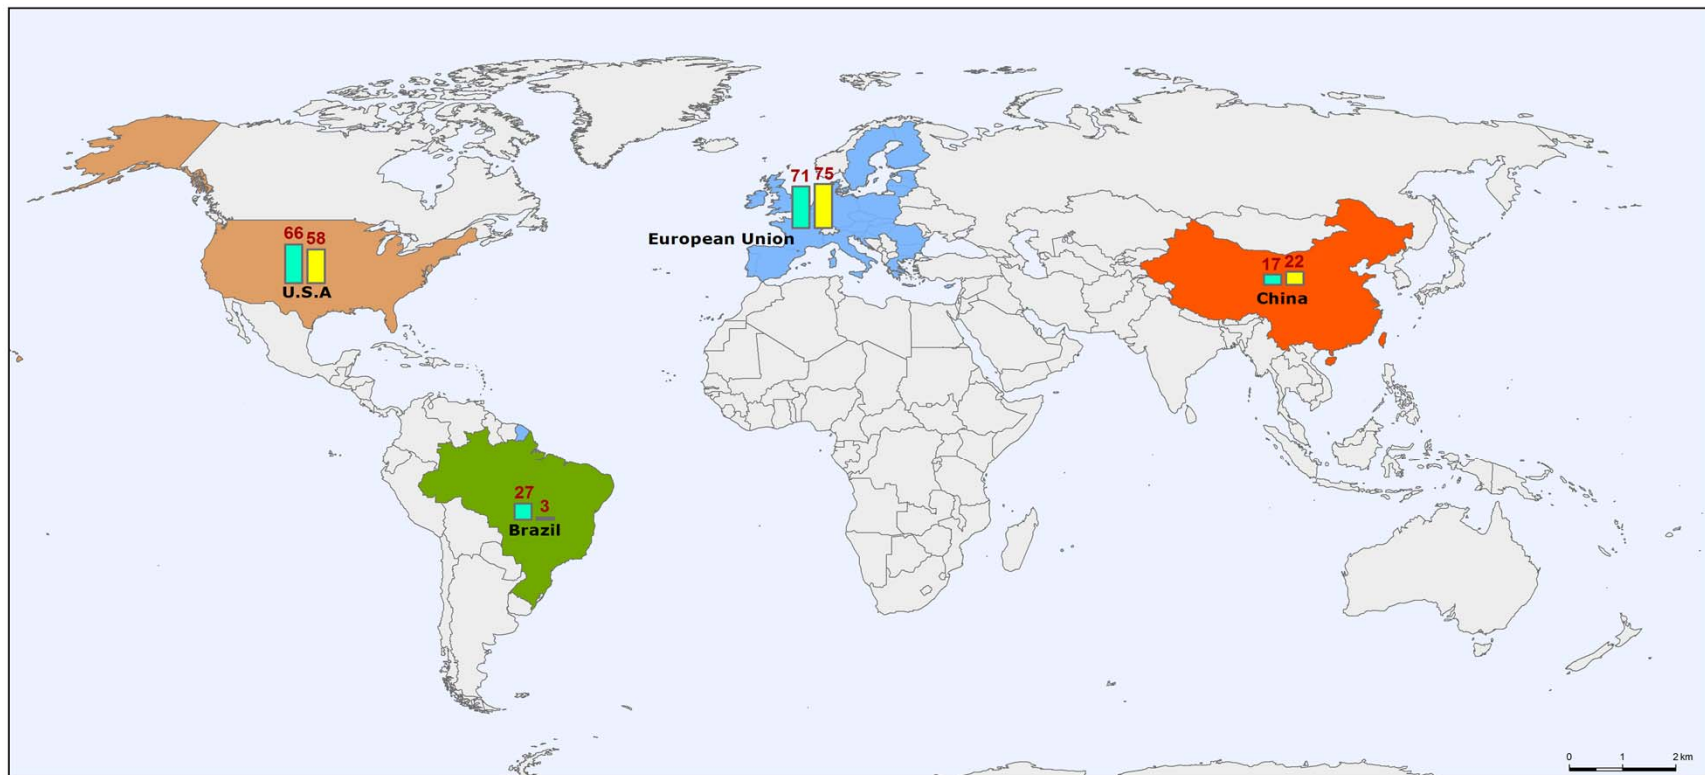 71 75
European Union
66 58
U.S.A
17 22
China
27 3
Brazil
0 1 2 km